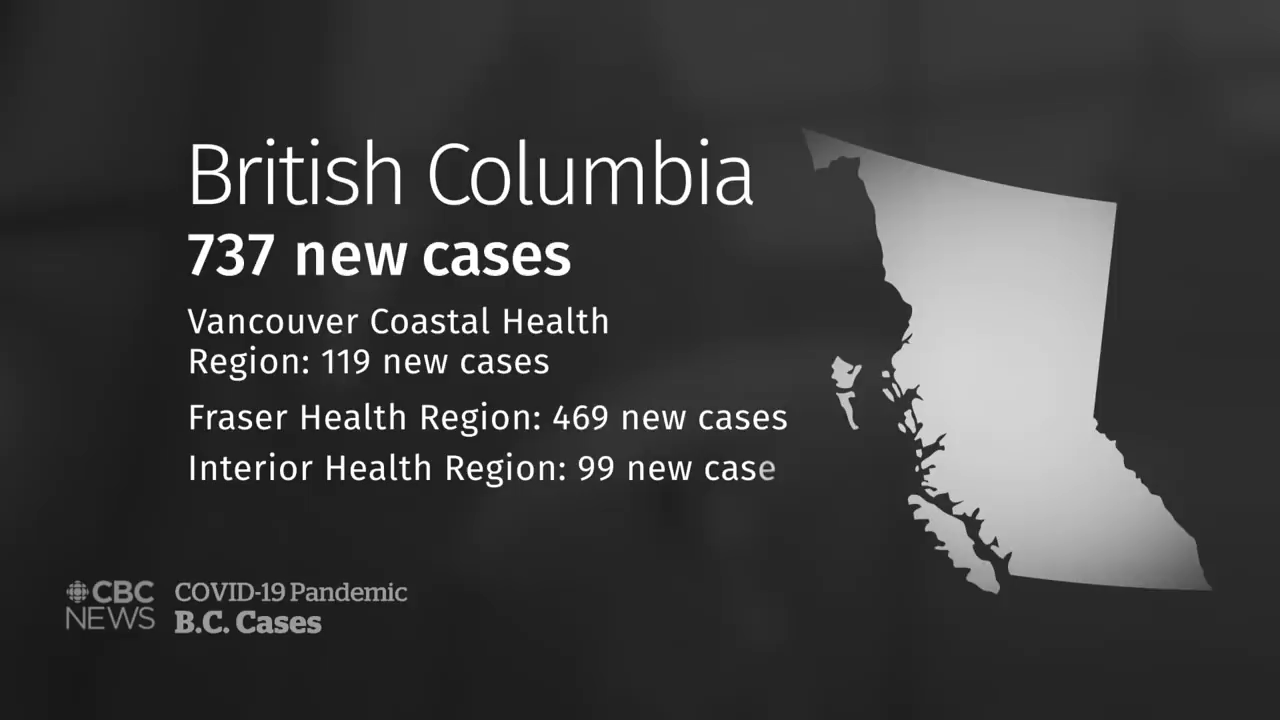 British Columbia
737 new cases
Vancouver Coastal Health
Region: 119 new cases
Fraser Health Region: 469 new cases
Interior Health Region: 99 new case
CBC
NEWS
COVID-19 Pandemic
B.C. Cases